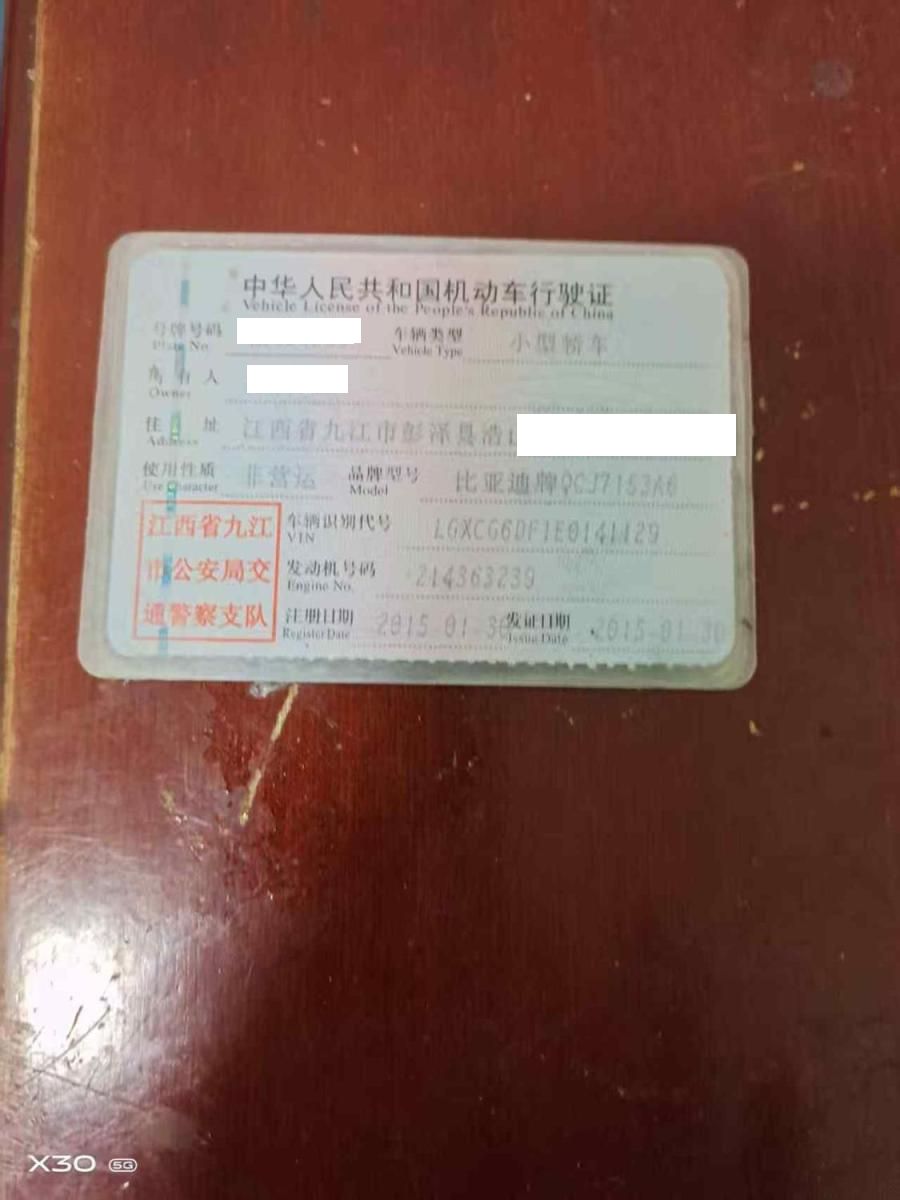 中华人民共和国机动车行驶证
Vehicle License of the People's Republic of China
号牌号码 车辆类型 小型轿车
Plate No. Vehicle Type
所有人
Owner
住址 江西省九江市彭泽县浩
Address
使用性质 非营运 品牌型号 比亚迪牌QCJ7153A6
Use Character Model
江西省九江 车辆识别代号 LGXCG6DF1E0141129
VIN
市公安局交 发动机号码 214363239
Engine No.
通警察支队 注册日期 2015-01-30 发证日期 2015-01-30
Register Date Issue Date
X30 5G